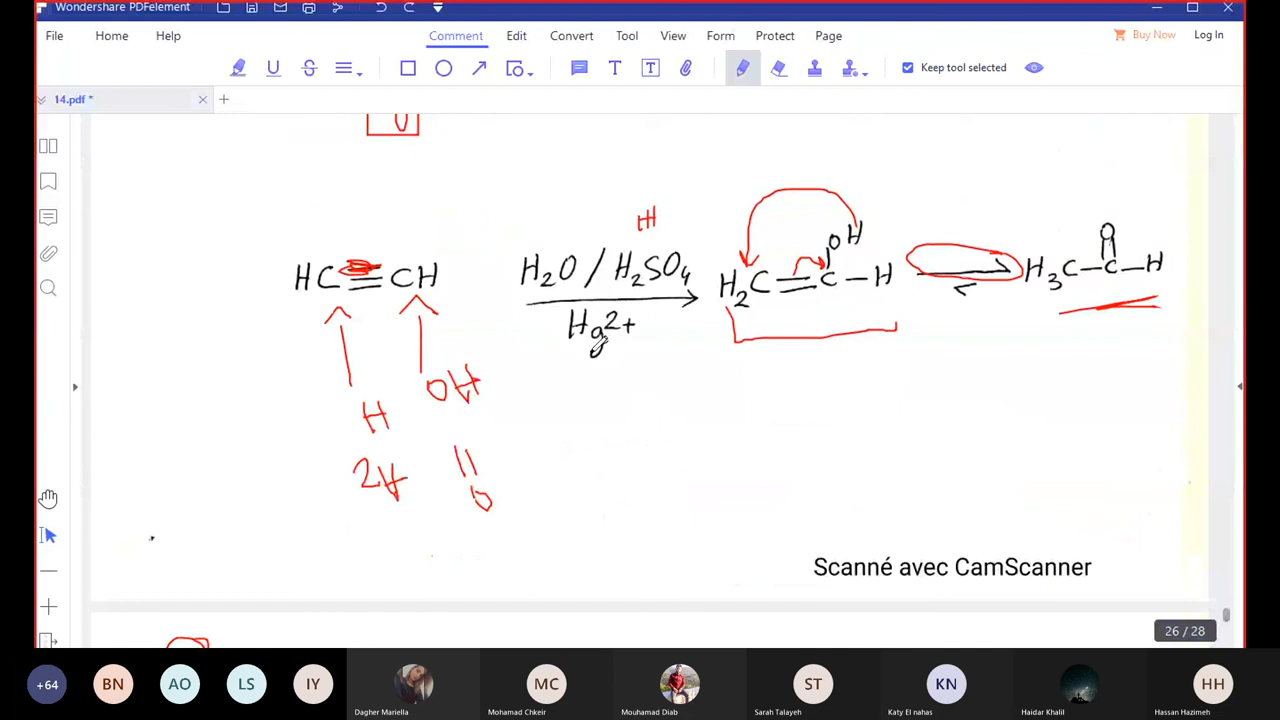 Wondershare PDFelement
File Home Help Comment Edit Convert Tool View Form Protect Page Buy Now Log In
Keep tool selected
14.pdf *
H
HC≡CH H2O / H2SO4 H2C=C-H H3C-C-H
OH O
Hg2+
OH
H
2H
O
Scanné avec CamScanner
26 / 28
+64 BN AO LS IY MC ST KN HH
Dagher Mariella Mohamad Chkeir Mouhamad Diab Sarah Talayeh Katy El nahas Haidar Khalil Hassan Hazimeh